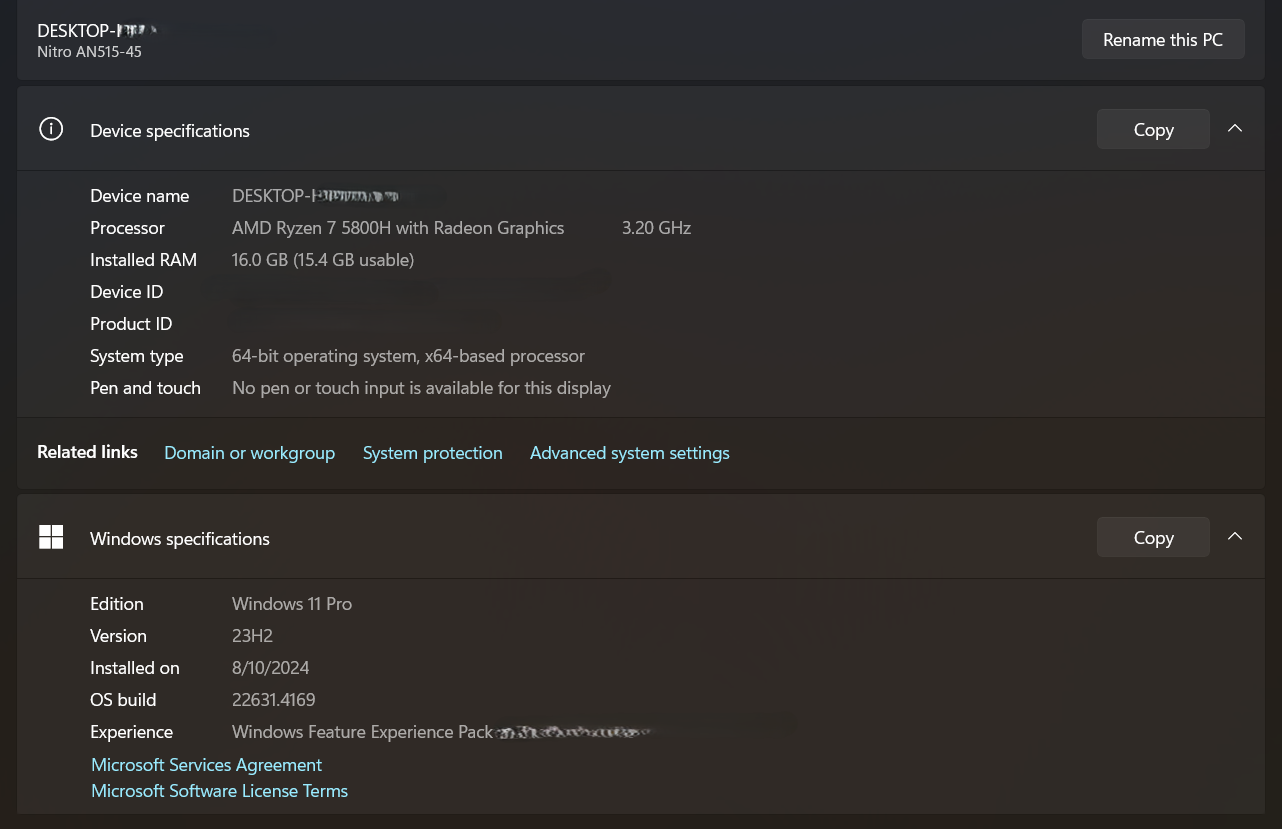 DESKTOP-
Nitro AN515-45
Rename this PC
Device specifications
Copy
Device name DESKTOP-
Processor AMD Ryzen 7 5800H with Radeon Graphics 3.20 GHz
Installed RAM 16.0 GB (15.4 GB usable)
Device ID
Product ID
System type 64-bit operating system, x64-based processor
Pen and touch No pen or touch input is available for this display
Related links Domain or workgroup System protection Advanced system settings
Windows specifications
Copy
Edition Windows 11 Pro
Version 23H2
Installed on 8/10/2024
OS build 22631.4169
Experience Windows Feature Experience Pack
Microsoft Services Agreement
Microsoft Software License Terms